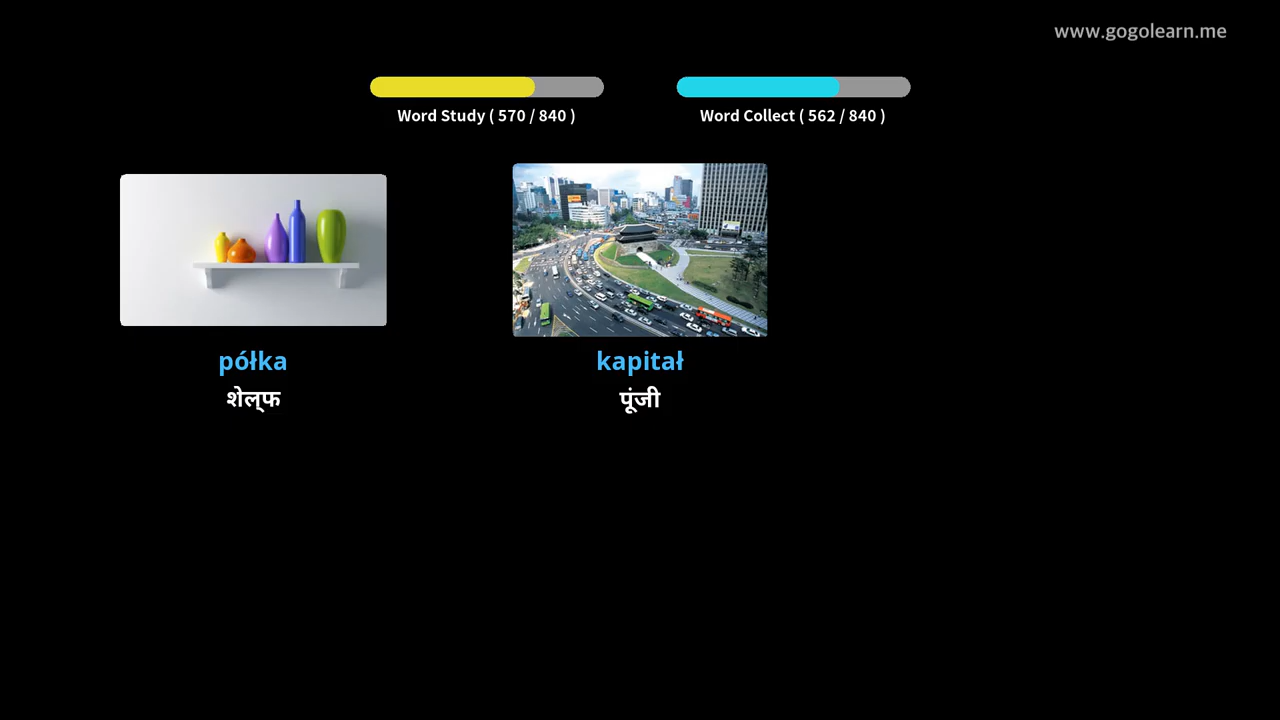 www.gogolearn.me
Word Study ( 570 / 840 )
Word Collect ( 562 / 840 )
półka
शेल्फ
kapitał
पूंजी